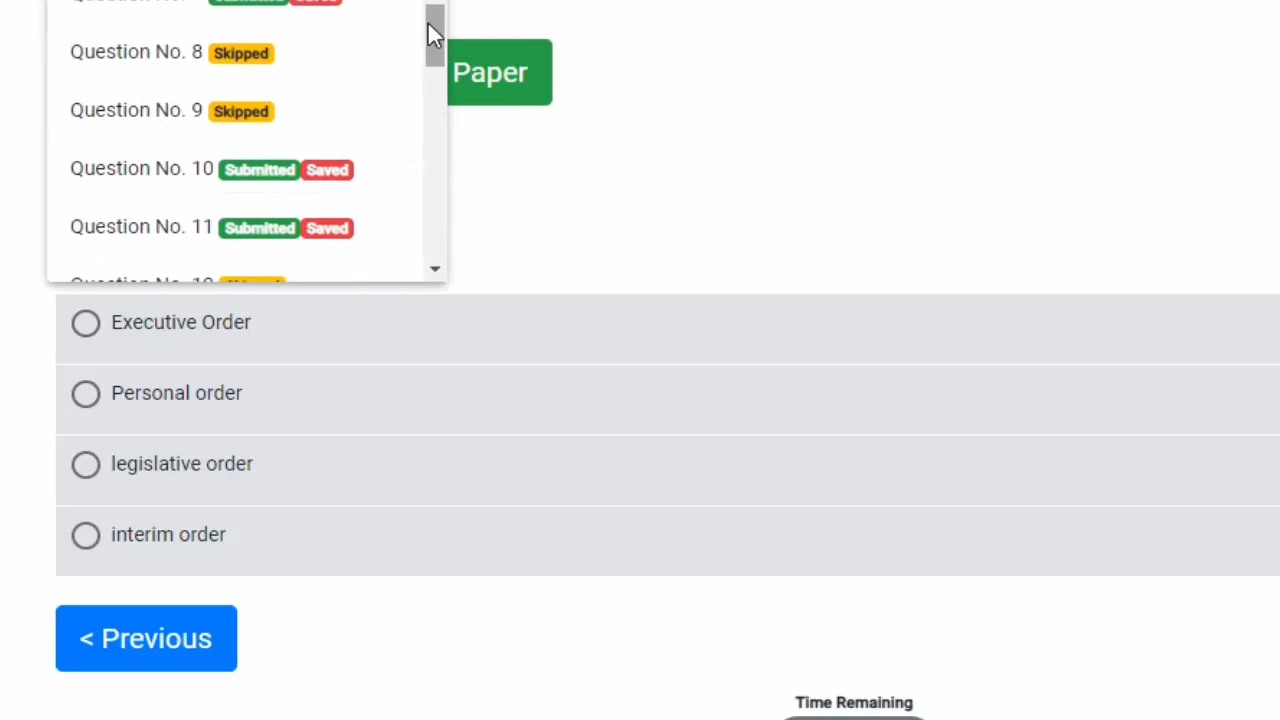 Question No. 8 Skipped
Paper
Question No. 9 Skipped
Question No. 10 Submitted Saved
Question No. 11 Submitted Saved
Executive Order
Personal order
legislative order
interim order
< Previous
Time Remaining